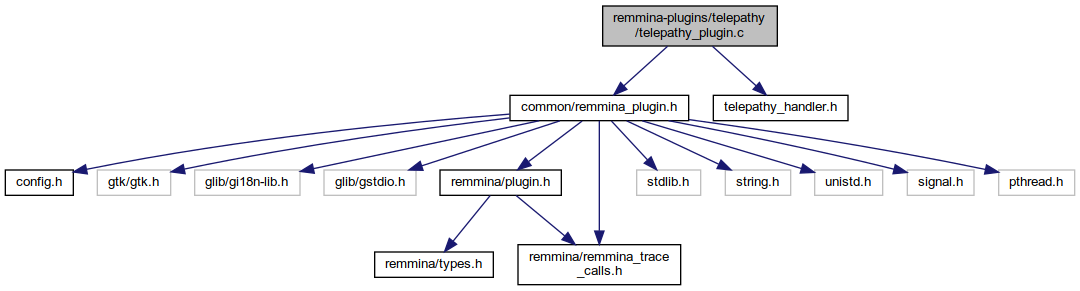 remmina-plugins/telepathy
/telepathy_plugin.c
common/remmina_plugin.h
telepathy_handler.h
config.h
gtk/gtk.h
glib/gi18n-lib.h
glib/gstdio.h
remmina/plugin.h
stdlib.h
string.h
unistd.h
signal.h
pthread.h
remmina/types.h
remmina/remmina_trace
_calls.h